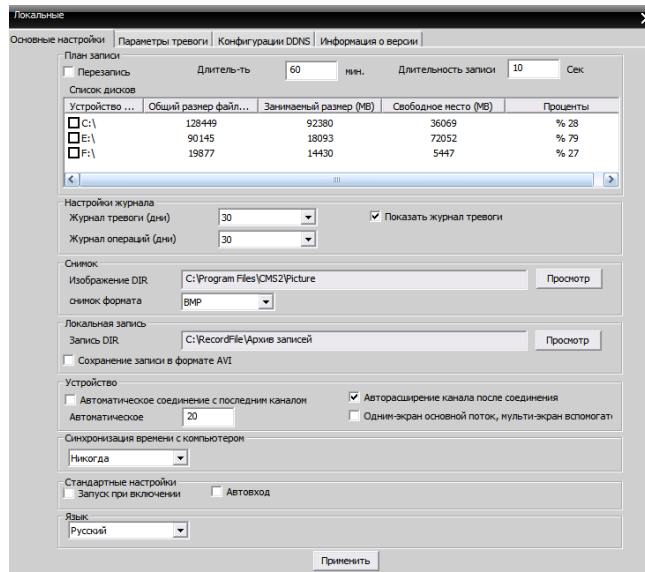 Локальные
Основные настройки Параметры тревоги Конфигурации DDNS Информация о версии
План записи
Перезапись Длитель-ть 60 мин. Длительность записи 10 Сек
Список дисков
Устройство ... Общий размер файл... Занимаемый размер (МВ) Свободное место (МВ) Проценты
C:\ 128449 92380 36069 % 28
E:\ 90145 18093 72052 % 79
F:\ 19877 14430 5447 % 27
Настройки журнала
Журнал тревоги (дни) 30 Показать журнал тревоги
Журнал операций (дни) 30
Снимок
Изображение DIR C:\Program Files\CMS2\Picture Просмотр
снимок формата BMP
Локальная запись
Запись DIR C:\RecordFile\Архив записей Просмотр
Сохранение записи в формате AVI
Устройство
Автоматическое соединение с последним каналом Авторасширение канала после соединения
Автоматическое 20 Одним-экран основной поток, мульти-экран вспомогат
Синхронизация времени с компьютером
Никогда
Стандартные настройки
Запуск при включении Автовход
Язык
Русский
Применить